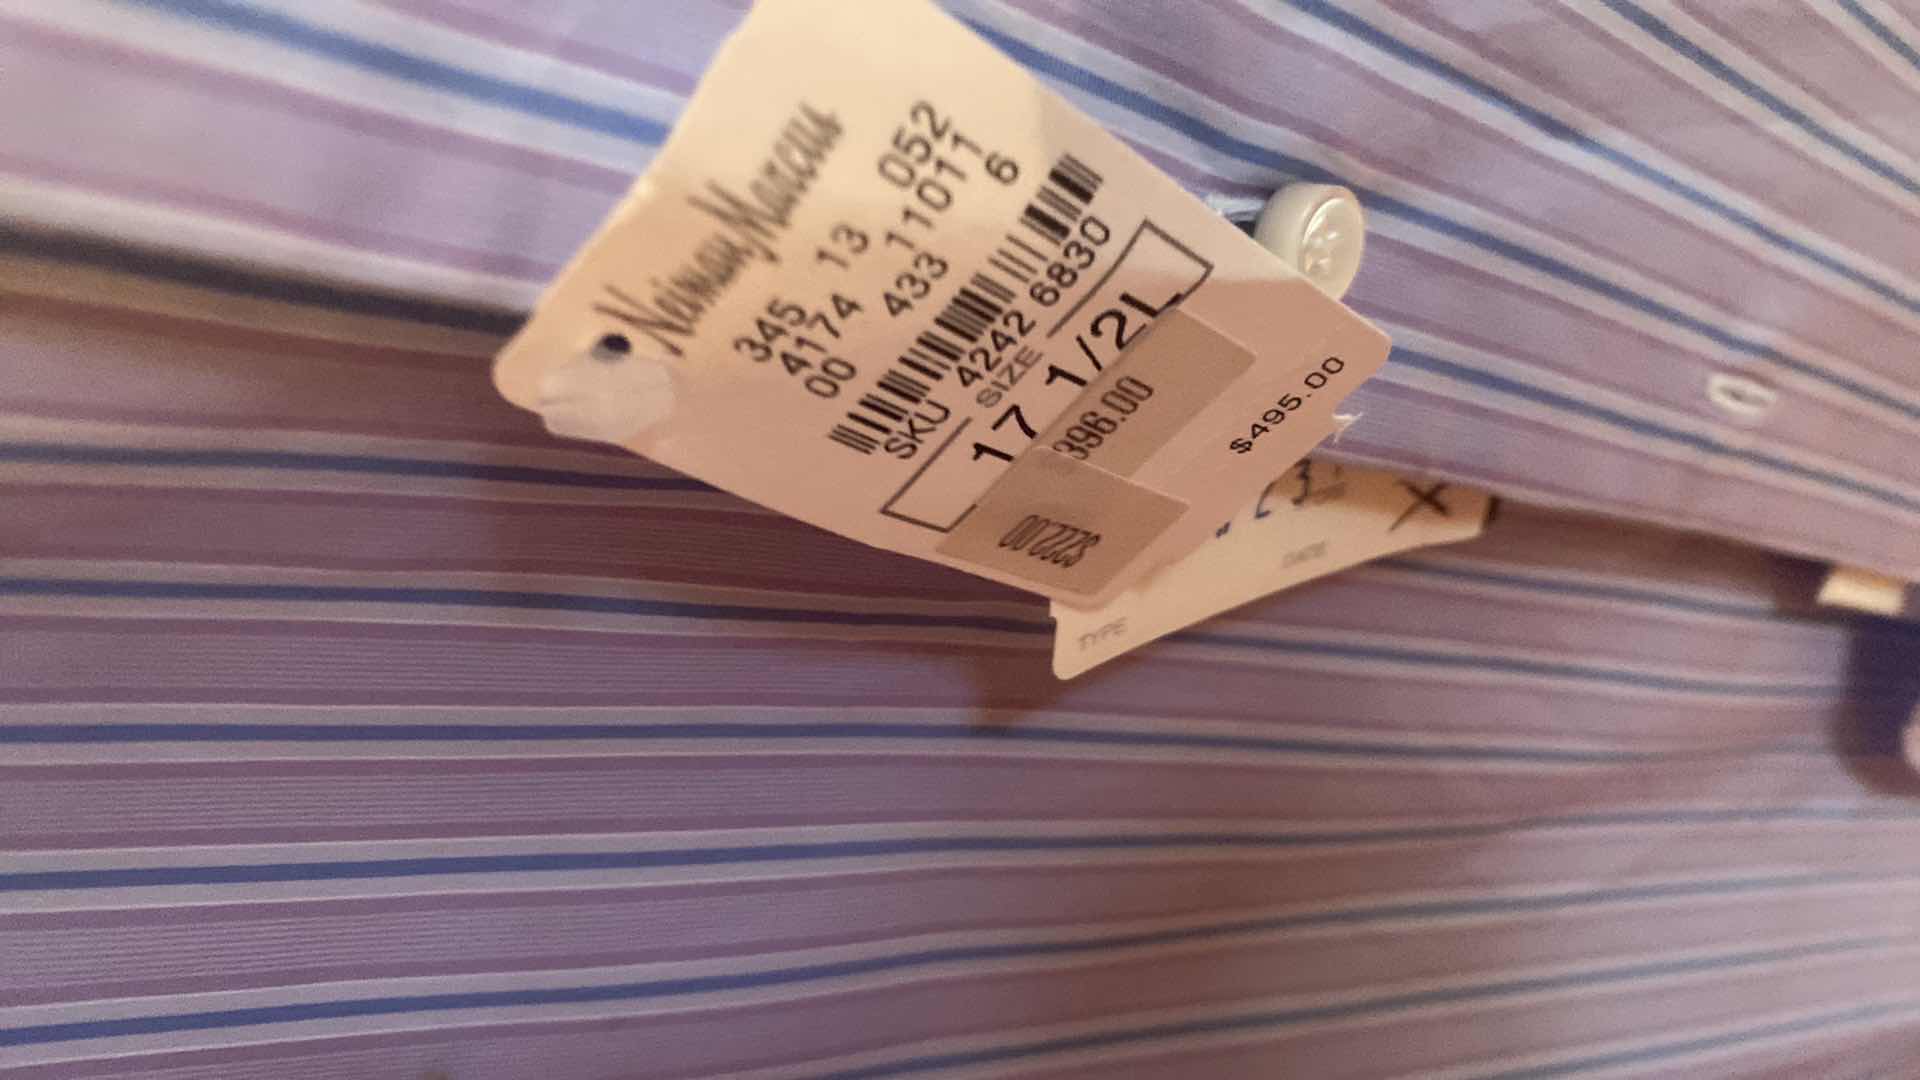 Neiman Marcus
345 13 052
4174 11011
00 433 6
SKU 4242 6830
SIZE
17 1/2L
396.00
$222.00
$495.00
TYPE
X